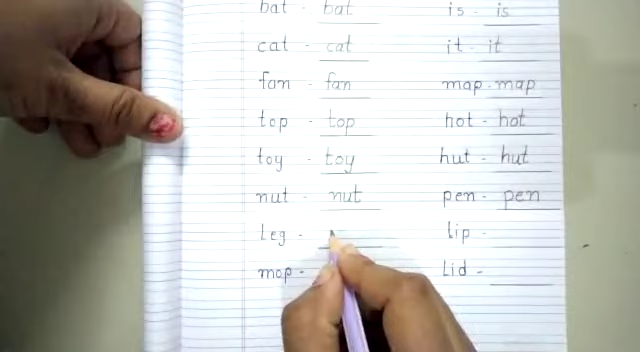 bat - bat is - is
cat - cat it - it
fan - fan map - map
top - top hot - hot
toy - toy hut - hut
nut - nut pen - pen
Leg - lip -
mop - Lid -